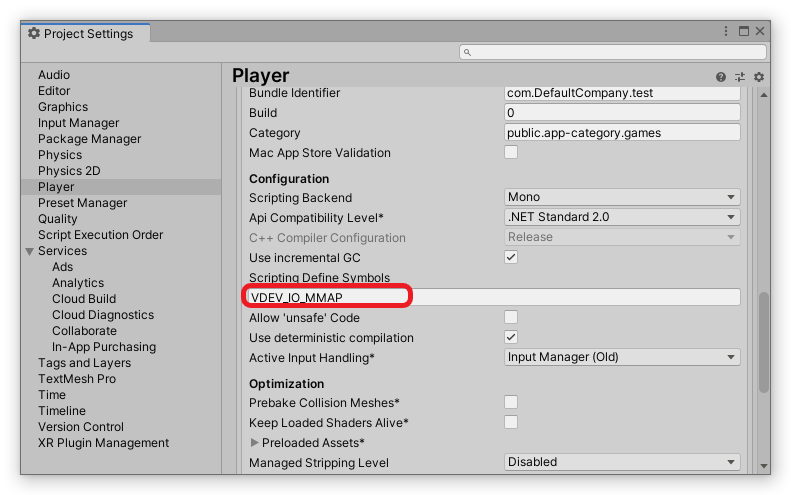 Project Settings
Audio
Editor
Graphics
Input Manager
Package Manager
Physics
Physics 2D
Player
Preset Manager
Quality
Script Execution Order
Services
Ads
Analytics
Cloud Build
Cloud Diagnostics
Collaborate
In-App Purchasing
Tags and Layers
TextMesh Pro
Time
Timeline
Version Control
XR Plugin Management
Player
Bundle Identifier com.DefaultCompany.test
Build 0
Category public.app-category.games
Mac App Store Validation
Configuration
Scripting Backend Mono
Api Compatibility Level* .NET Standard 2.0
C++ Compiler Configuration Release
Use incremental GC
Scripting Define Symbols
VDEV_IO_MMAP
Allow 'unsafe' Code
Use deterministic compilation
Active Input Handling* Input Manager (Old)
Optimization
Prebake Collision Meshes*
Keep Loaded Shaders Alive*
Preloaded Assets*
Managed Stripping Level Disabled